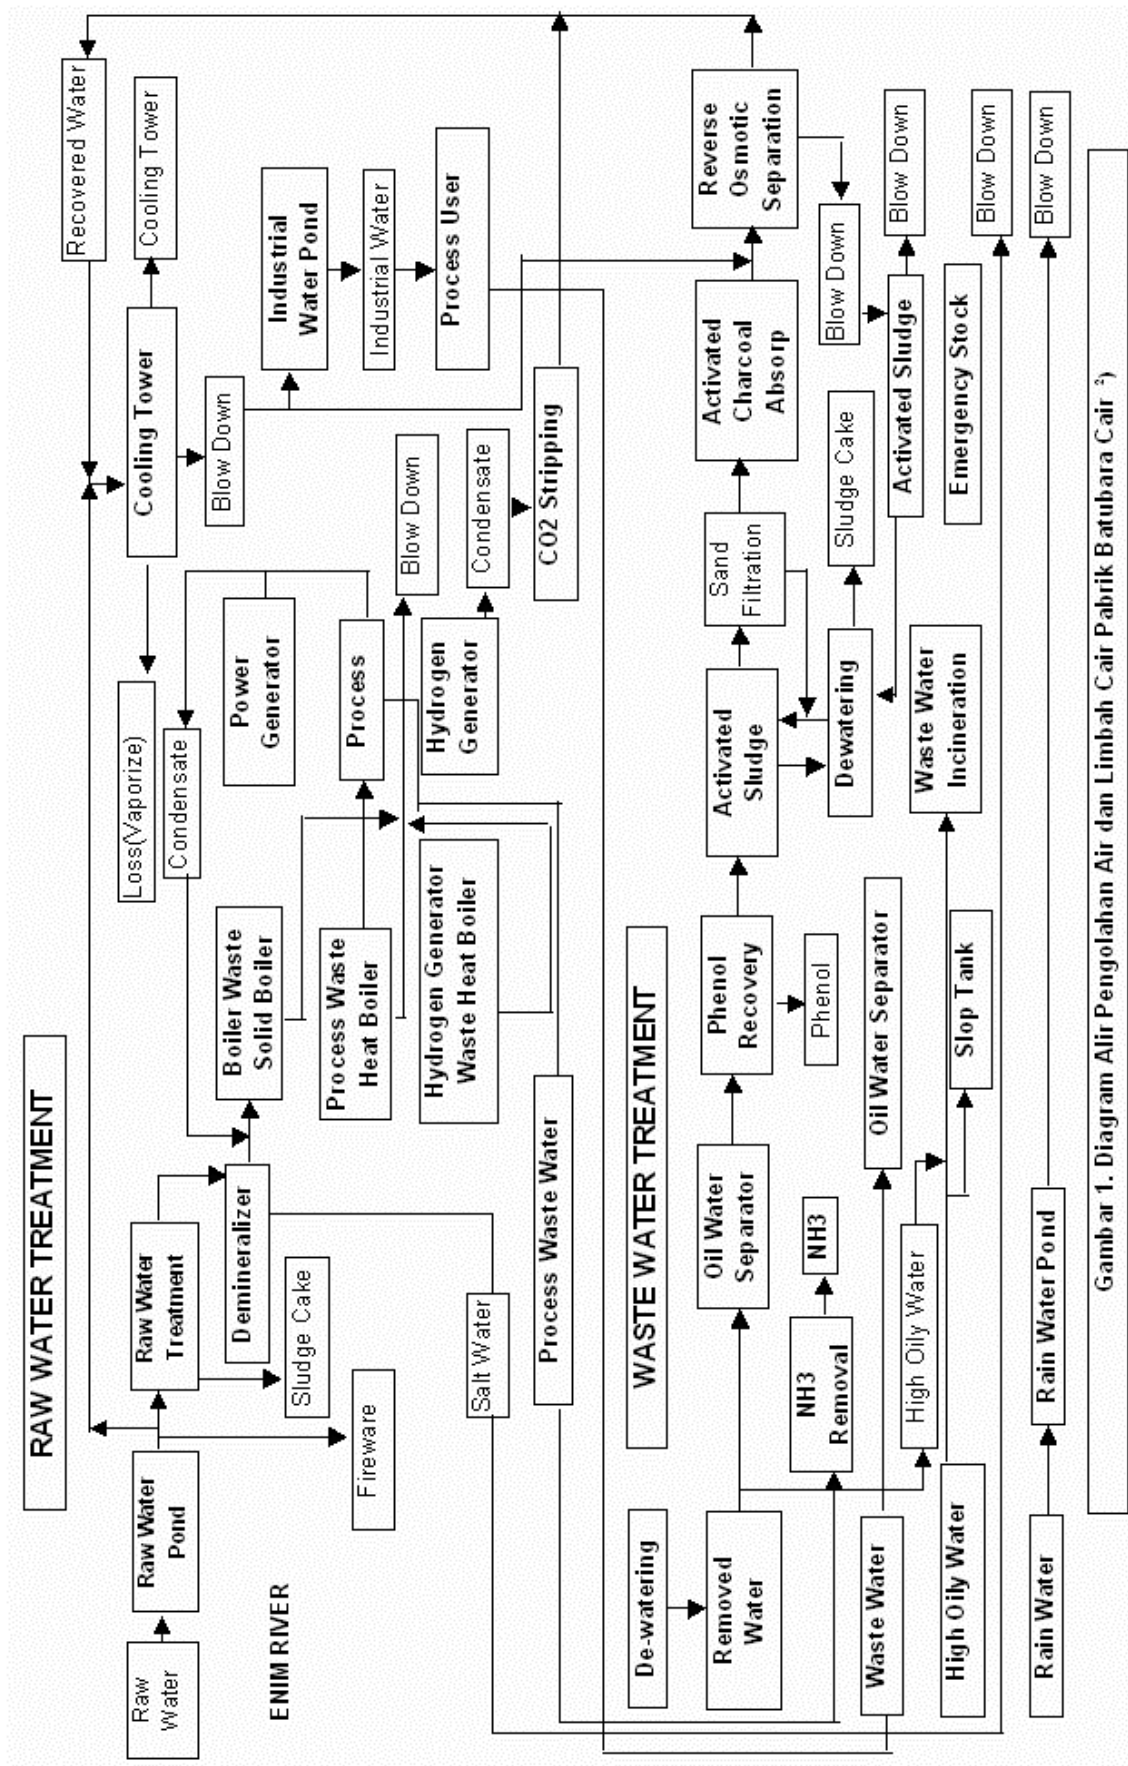 RAW WATER TREATMENT
Raw
Water
Raw Water
Pond
Raw Water
Treatment
Loss(Vaporize)
Cooling Tower
Cooling Tower
Recovered Water
ENIM RIVER
Fireware
Sludge Cake
Demineralizer
Condensate
Blow Down
Boiler Waste
Solid Boiler
Power
Generator
Industrial
Water Pond
Process Waste
Heat Boiler
Process
Industrial Water
Blow Down
Process User
Hydrogen Generator
Waste Heat Boiler
Hydrogen
Generator
Condensate
Salt Water
Process Waste Water
CO2 Stripping
WASTE WATER TREATMENT
De-watering
Removed
Water
Oil Water
Separator
Phenol
Recovery
Activated
Sludge
Sand
Filtration
Activated
Charcoal
Absorp
Reverse
Osmotic
Separation
NH3
Removal
NH3
Phenol
Dewatering
Sludge Cake
Blow Down
Waste Water
Oil Water Separator
Activated Sludge
Blow Down
High Oily Water
Waste Water
Incineration
High Oily Water
Slop Tank
Emergency Stock
Blow Down
Rain Water
Rain Water Pond
Blow Down
Gambar 1. Diagram Alir Pengolahan Air dan Limbah Cair Pabrik Batubara Cair ²)